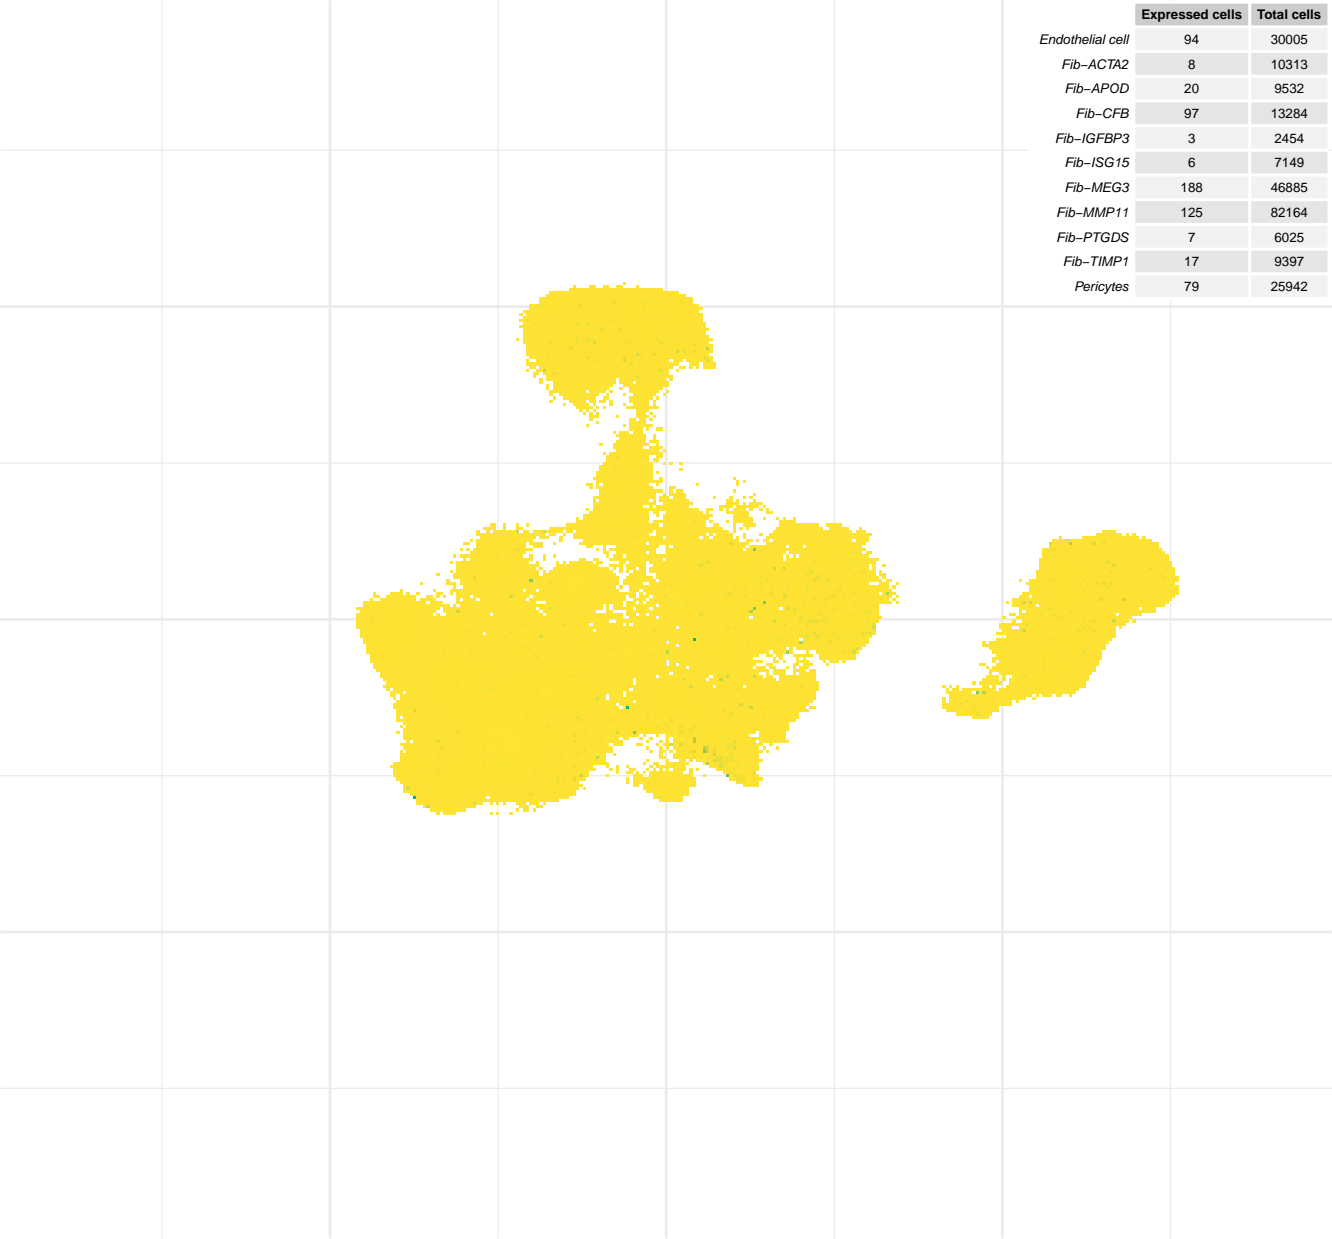 Expressed cells Total cells
Endothelial cell 94 30005
Fib−ACTA2 8 10313
Fib−APOD 20 9532
Fib−CFB 97 13284
Fib−IGFBP3 3 2454
Fib−ISG15 6 7149
Fib−MEG3 188 46885
Fib−MMP11 125 82164
Fib−PTGDS 7 6025
Fib−TIMP1 17 9397
Pericytes 79 25942